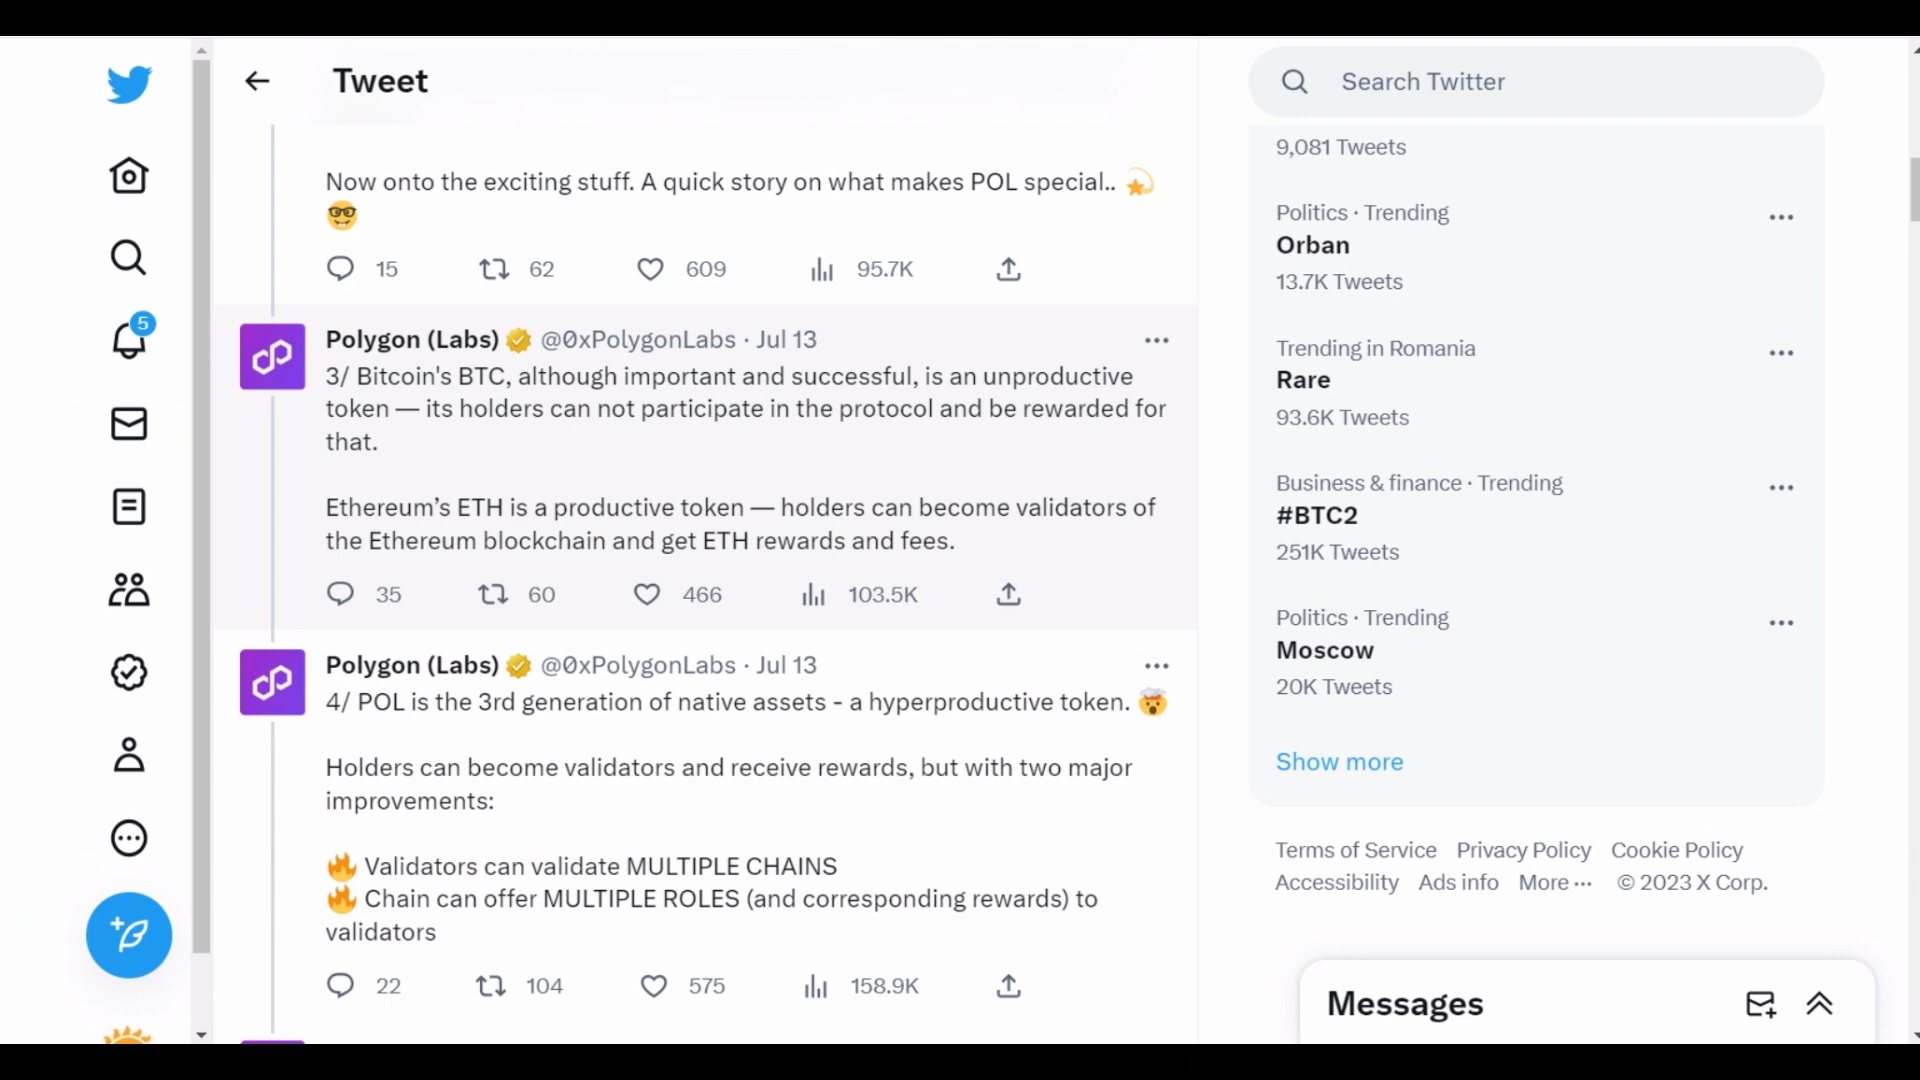 Tweet
Search Twitter
Now onto the exciting stuff. A quick story on what makes POL special.. 💫
🤓
15 62 609 95.7K
5
Polygon (Labs) @0xPolygonLabs · Jul 13
3/ Bitcoin's BTC, although important and successful, is an unproductive
token — its holders can not participate in the protocol and be rewarded for
that.
Ethereum’s ETH is a productive token — holders can become validators of
the Ethereum blockchain and get ETH rewards and fees.
35 60 466 103.5K
Polygon (Labs) @0xPolygonLabs · Jul 13
4/ POL is the 3rd generation of native assets - a hyperproductive token. 🤯
Holders can become validators and receive rewards, but with two major
improvements:
🔥 Validators can validate MULTIPLE CHAINS
🔥 Chain can offer MULTIPLE ROLES (and corresponding rewards) to
validators
22 104 575 158.9K
9,081 Tweets
Politics · Trending
Orban
13.7K Tweets
Trending in Romania
Rare
93.6K Tweets
Business & finance · Trending
#BTC2
251K Tweets
Politics · Trending
Moscow
20K Tweets
Show more
Terms of Service Privacy Policy Cookie Policy
Accessibility Ads info More ··· © 2023 X Corp.
Messages